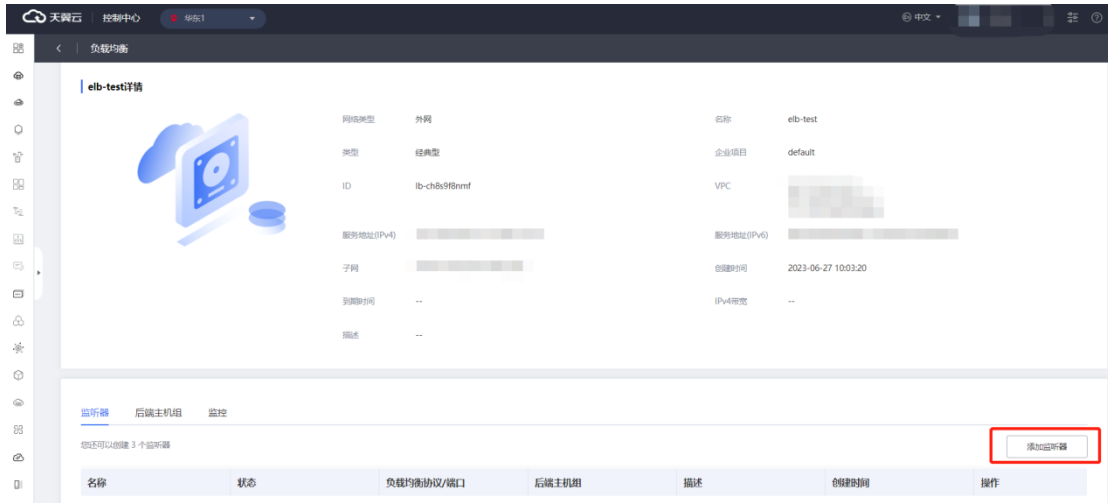 天翼云 控制中心 华东1 中文
负载均衡
elb-test详情
网络类型 外网 名称 elb-test
类型 经典型 企业项目 default
ID lb-ch8s9f8nmf VPC
服务地址(IPv4) 服务地址(IPv6)
子网 创建时间 2023-06-27 10:03:20
到期时间 -- IPv4带宽 --
描述 --
监听器 后端主机组 监控
您还可以创建 3 个监听器 添加监听器
名称 状态 负载均衡协议/端口 后端主机组 描述 创建时间 操作